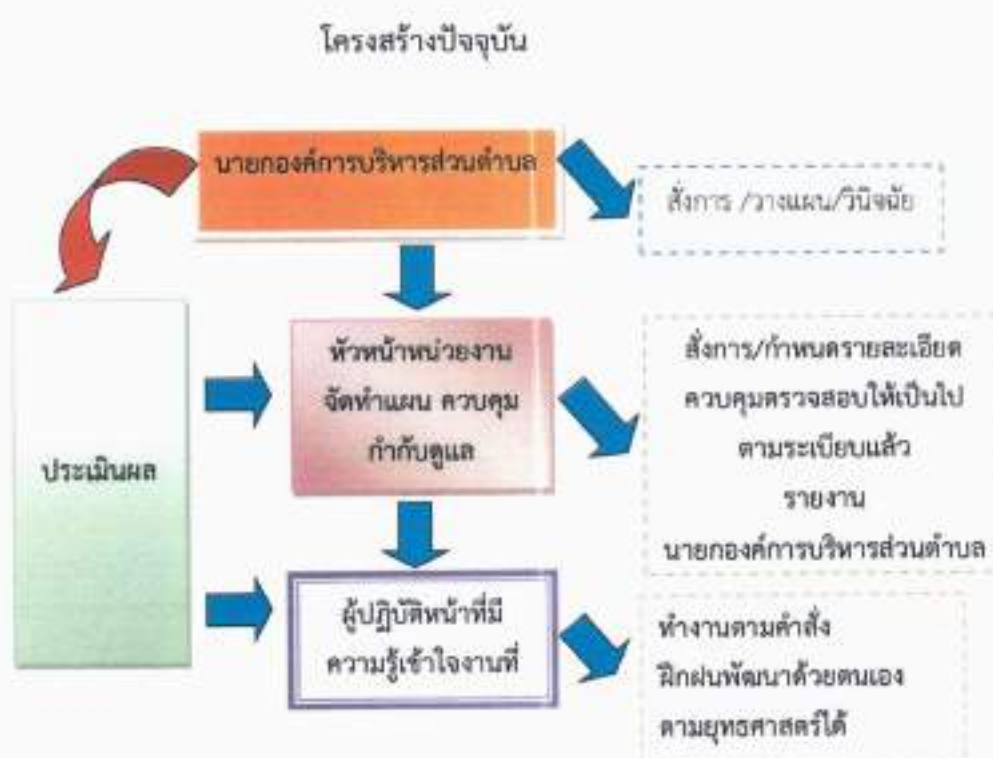 โครงสร้างปัจจุบัน
นายกองค์การบริหารส่วนตำบล
สั่งการ /วางแผน/วินิจฉัย
ประเมินผล
หัวหน้าหน่วยงาน
จัดทำแผน ควบคุม
กำกับดูแล
สั่งการ/กำหนดรายละเอียด
ควบคุมตรวจสอบให้เป็นไป
ตามระเบียบแล้ว
รายงาน
นายกองค์การบริหารส่วนตำบล
ผู้ปฏิบัติหน้าที่มี
ความรู้เข้าใจงานที่
ทำงานตามคำสั่ง
ฝึกฝนพัฒนาด้วยตนเอง
ตามยุทธศาสตร์ได้